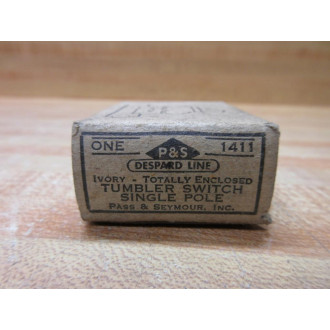 ONE P&S 1411
DESPARD LINE
IVORY - TOTALLY ENCLOSED
TUMBLER SWITCH
SINGLE POLE
PASS & SEYMOUR, INC.